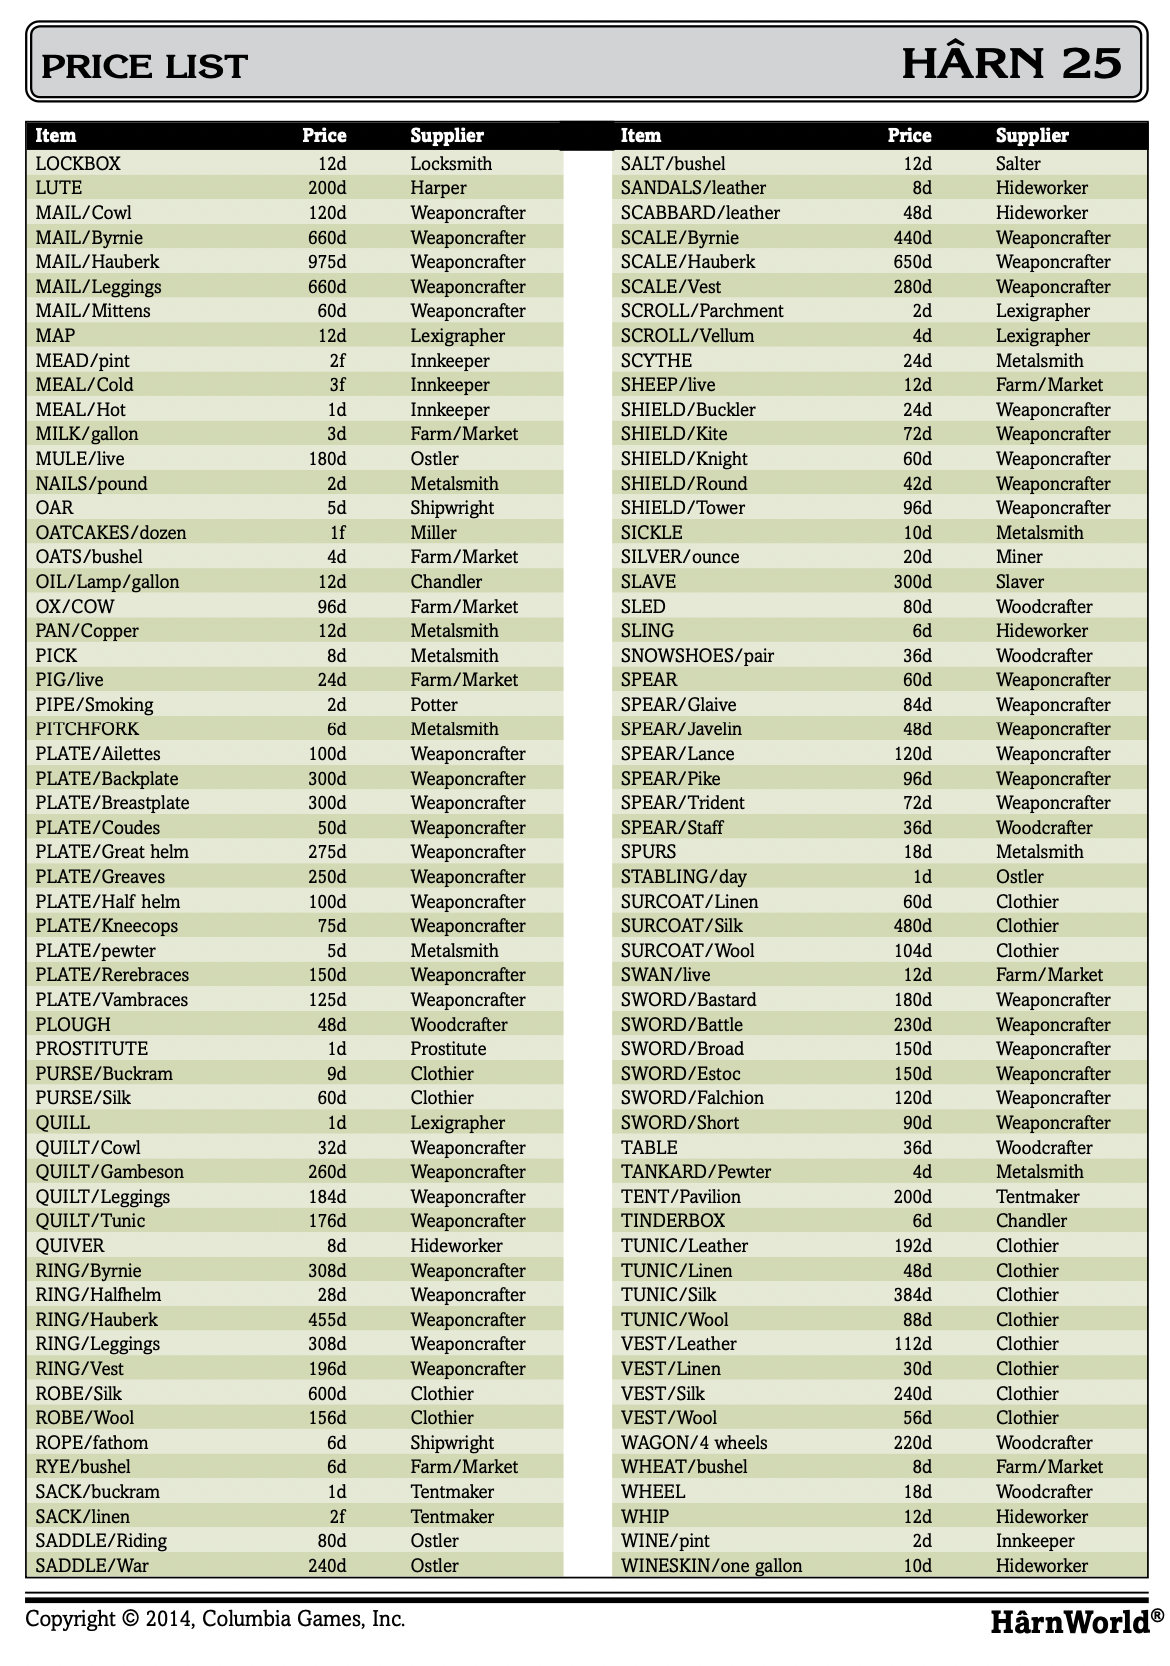 PRICE LIST
HÂRN 25
Item Price Supplier
LOCKBOX 12d Locksmith
LUTE 200d Harper
MAIL/Cowl 120d Weaponcrafter
MAIL/Byrnie 660d Weaponcrafter
MAIL/Hauberk 975d Weaponcrafter
MAIL/Leggings 660d Weaponcrafter
MAIL/Mittens 60d Weaponcrafter
MAP 12d Lexigrapher
MEAD/pint 2f Innkeeper
MEAL/Cold 3f Innkeeper
MEAL/Hot 1d Innkeeper
MILK/gallon 3d Farm/Market
MULE/live 180d Ostler
NAILS/pound 2d Metalsmith
OAR 5d Shipwright
OATCAKES/dozen 1f Miller
OATS/bushel 4d Farm/Market
OIL/Lamp/gallon 12d Chandler
OX/COW 96d Farm/Market
PAN/Copper 12d Metalsmith
PICK 8d Metalsmith
PIG/live 24d Farm/Market
PIPE/Smoking 2d Potter
PITCHFORK 6d Metalsmith
PLATE/Ailettes 100d Weaponcrafter
PLATE/Backplate 300d Weaponcrafter
PLATE/Breastplate 300d Weaponcrafter
PLATE/Coudes 50d Weaponcrafter
PLATE/Great helm 275d Weaponcrafter
PLATE/Greaves 250d Weaponcrafter
PLATE/Half helm 100d Weaponcrafter
PLATE/Kneecops 75d Weaponcrafter
PLATE/pewter 5d Metalsmith
PLATE/Rerebraces 150d Weaponcrafter
PLATE/Vambraces 125d Weaponcrafter
PLOUGH 48d Woodcrafter
PROSTITUTE 1d Prostitute
PURSE/Buckram 9d Clothier
PURSE/Silk 60d Clothier
QUILL 1d Lexigrapher
QUILT/Cowl 32d Weaponcrafter
QUILT/Gambeson 260d Weaponcrafter
QUILT/Leggings 184d Weaponcrafter
QUILT/Tunic 176d Weaponcrafter
QUIVER 8d Hideworker
RING/Byrnie 308d Weaponcrafter
RING/Halfhelm 28d Weaponcrafter
RING/Hauberk 455d Weaponcrafter
RING/Leggings 308d Weaponcrafter
RING/Vest 196d Weaponcrafter
ROBE/Silk 600d Clothier
ROBE/Wool 156d Clothier
ROPE/fathom 6d Shipwright
RYE/bushel 6d Farm/Market
SACK/buckram 1d Tentmaker
SACK/linen 2f Tentmaker
SADDLE/Riding 80d Ostler
SADDLE/War 240d Ostler
Item Price Supplier
SALT/bushel 12d Salter
SANDALS/leather 8d Hideworker
SCABBARD/leather 48d Hideworker
SCALE/Byrnie 440d Weaponcrafter
SCALE/Hauberk 650d Weaponcrafter
SCALE/Vest 280d Weaponcrafter
SCROLL/Parchment 2d Lexigrapher
SCROLL/Vellum 4d Lexigrapher
SCYTHE 24d Metalsmith
SHEEP/live 12d Farm/Market
SHIELD/Buckler 24d Weaponcrafter
SHIELD/Kite 72d Weaponcrafter
SHIELD/Knight 60d Weaponcrafter
SHIELD/Round 42d Weaponcrafter
SHIELD/Tower 96d Weaponcrafter
SICKLE 10d Metalsmith
SILVER/ounce 20d Miner
SLAVE 300d Slaver
SLED 80d Woodcrafter
SLING 6d Hideworker
SNOWSHOES/pair 36d Woodcrafter
SPEAR 60d Weaponcrafter
SPEAR/Glaive 84d Weaponcrafter
SPEAR/Javelin 48d Weaponcrafter
SPEAR/Lance 120d Weaponcrafter
SPEAR/Pike 96d Weaponcrafter
SPEAR/Trident 72d Weaponcrafter
SPEAR/Staff 36d Woodcrafter
SPURS 18d Metalsmith
STABLING/day 1d Ostler
SURCOAT/Linen 60d Clothier
SURCOAT/Silk 480d Clothier
SURCOAT/Wool 104d Clothier
SWAN/live 12d Farm/Market
SWORD/Bastard 180d Weaponcrafter
SWORD/Battle 230d Weaponcrafter
SWORD/Broad 150d Weaponcrafter
SWORD/Estoc 150d Weaponcrafter
SWORD/Falchion 120d Weaponcrafter
SWORD/Short 90d Weaponcrafter
TABLE 36d Woodcrafter
TANKARD/Pewter 4d Metalsmith
TENT/Pavilion 200d Tentmaker
TINDERBOX 6d Chandler
TUNIC/Leather 192d Clothier
TUNIC/Linen 48d Clothier
TUNIC/Silk 384d Clothier
TUNIC/Wool 88d Clothier
VEST/Leather 112d Clothier
VEST/Linen 30d Clothier
VEST/Silk 240d Clothier
VEST/Wool 56d Clothier
WAGON/4 wheels 220d Woodcrafter
WHEAT/bushel 8d Farm/Market
WHEEL 18d Woodcrafter
WHIP 12d Hideworker
WINE/pint 2d Innkeeper
WINESKIN/one gallon 10d Hideworker
Copyright © 2014, Columbia Games, Inc.
HârnWorld®